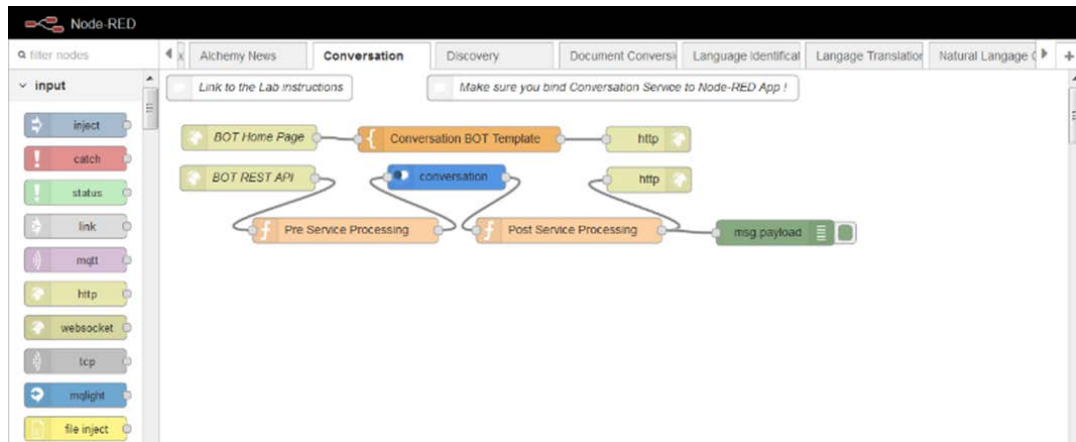 Node-RED
filter nodes
Alchemy News
Conversation
Discovery
Document Conversi
Language Identificat
Langage Translation
Natural Langage
input
Link to the Lab instructions
Make sure you bind Conversation Service to Node-RED App !
inject
catch
status
link
mqtt
http
websocket
tcp
mqlight
file inject
BOT Home Page
Conversation BOT Template
http
BOT REST API
conversation
http
Pre Service Processing
Post Service Processing
msg payload